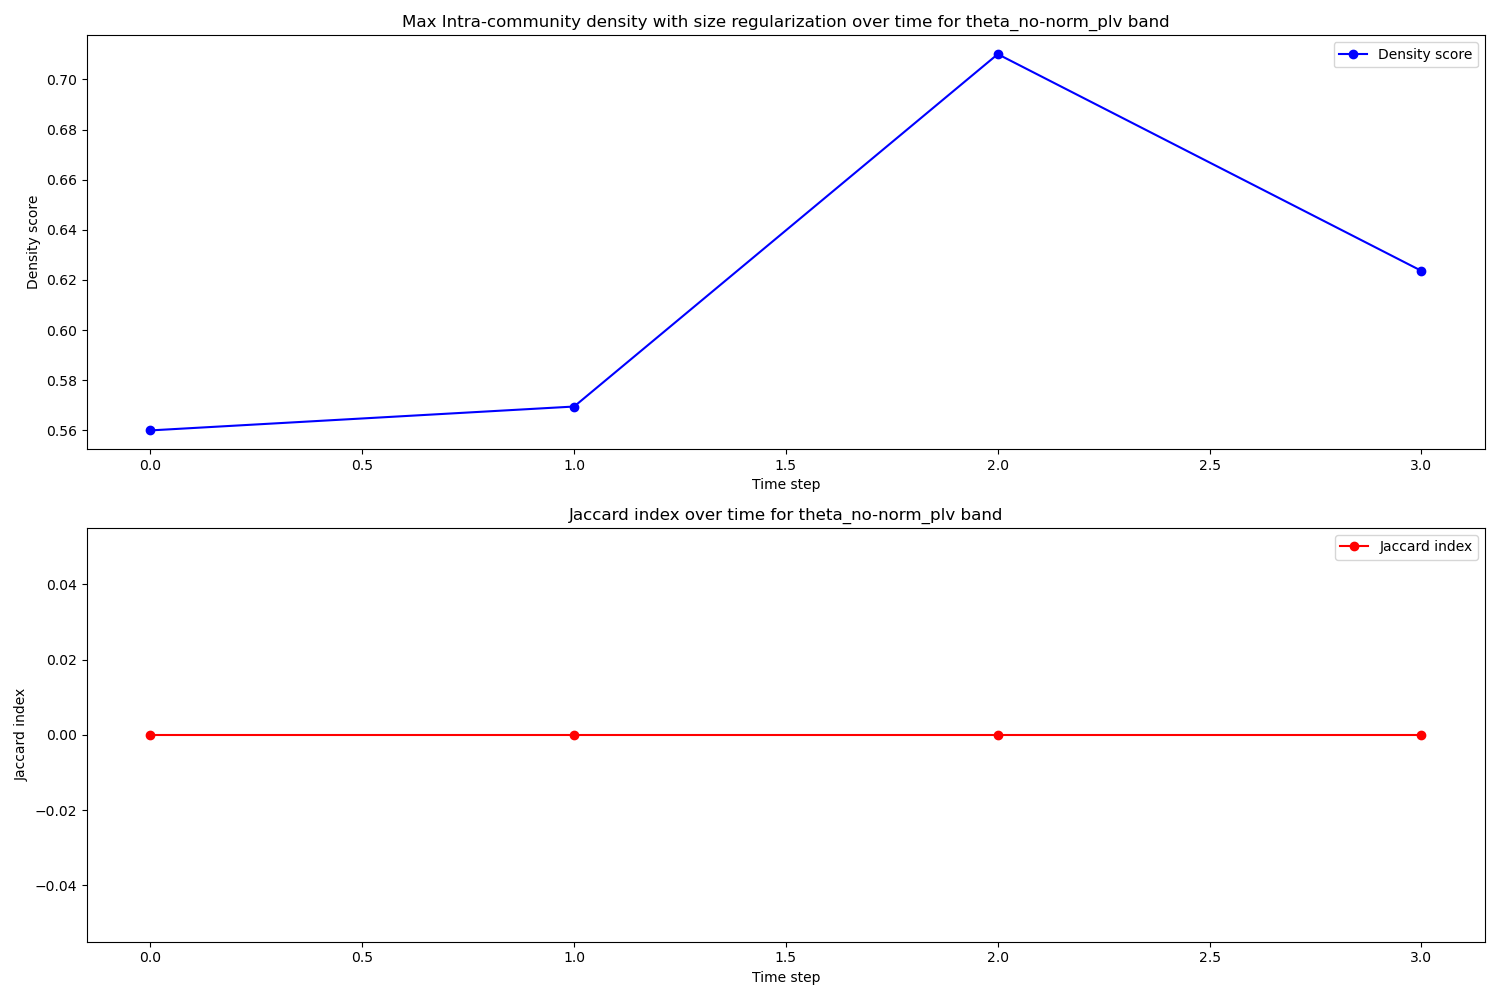 Max Intra-community density with size regularization over time for theta_no-norm_plv band
Density score
0.70
0.68
0.66
0.64
0.62
0.60
0.58
0.56
Density score
0.0 0.5 1.0 1.5 2.0 2.5 3.0
Time step
Jaccard index over time for theta_no-norm_plv band
Jaccard index
0.04
0.02
0.00
−0.02
−0.04
Jaccard index
0.0 0.5 1.0 1.5 2.0 2.5 3.0
Time step